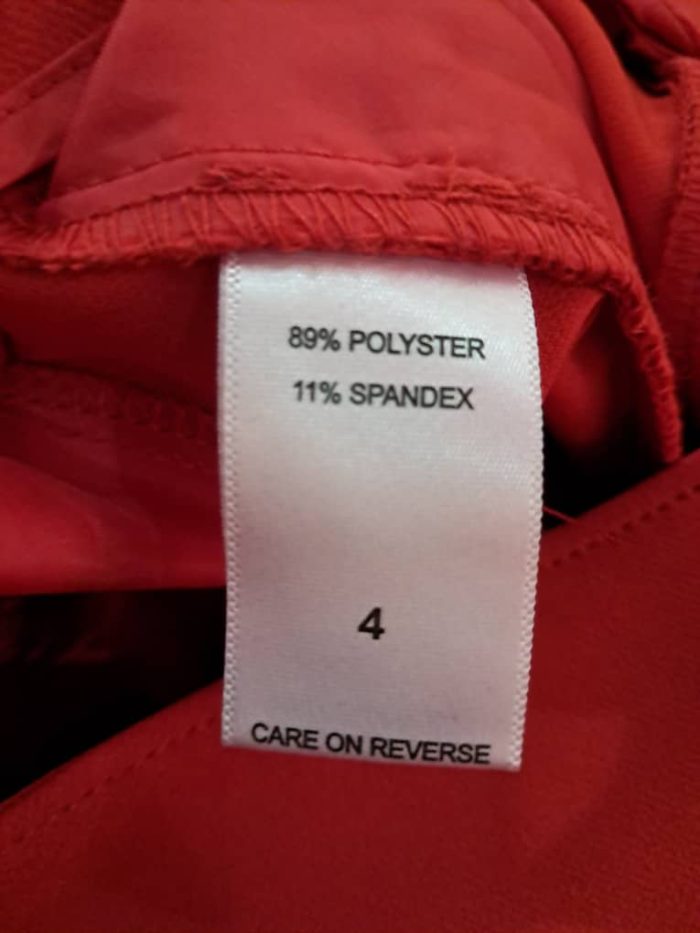 89% POLYSTER
11% SPANDEX
4
CARE ON REVERSE